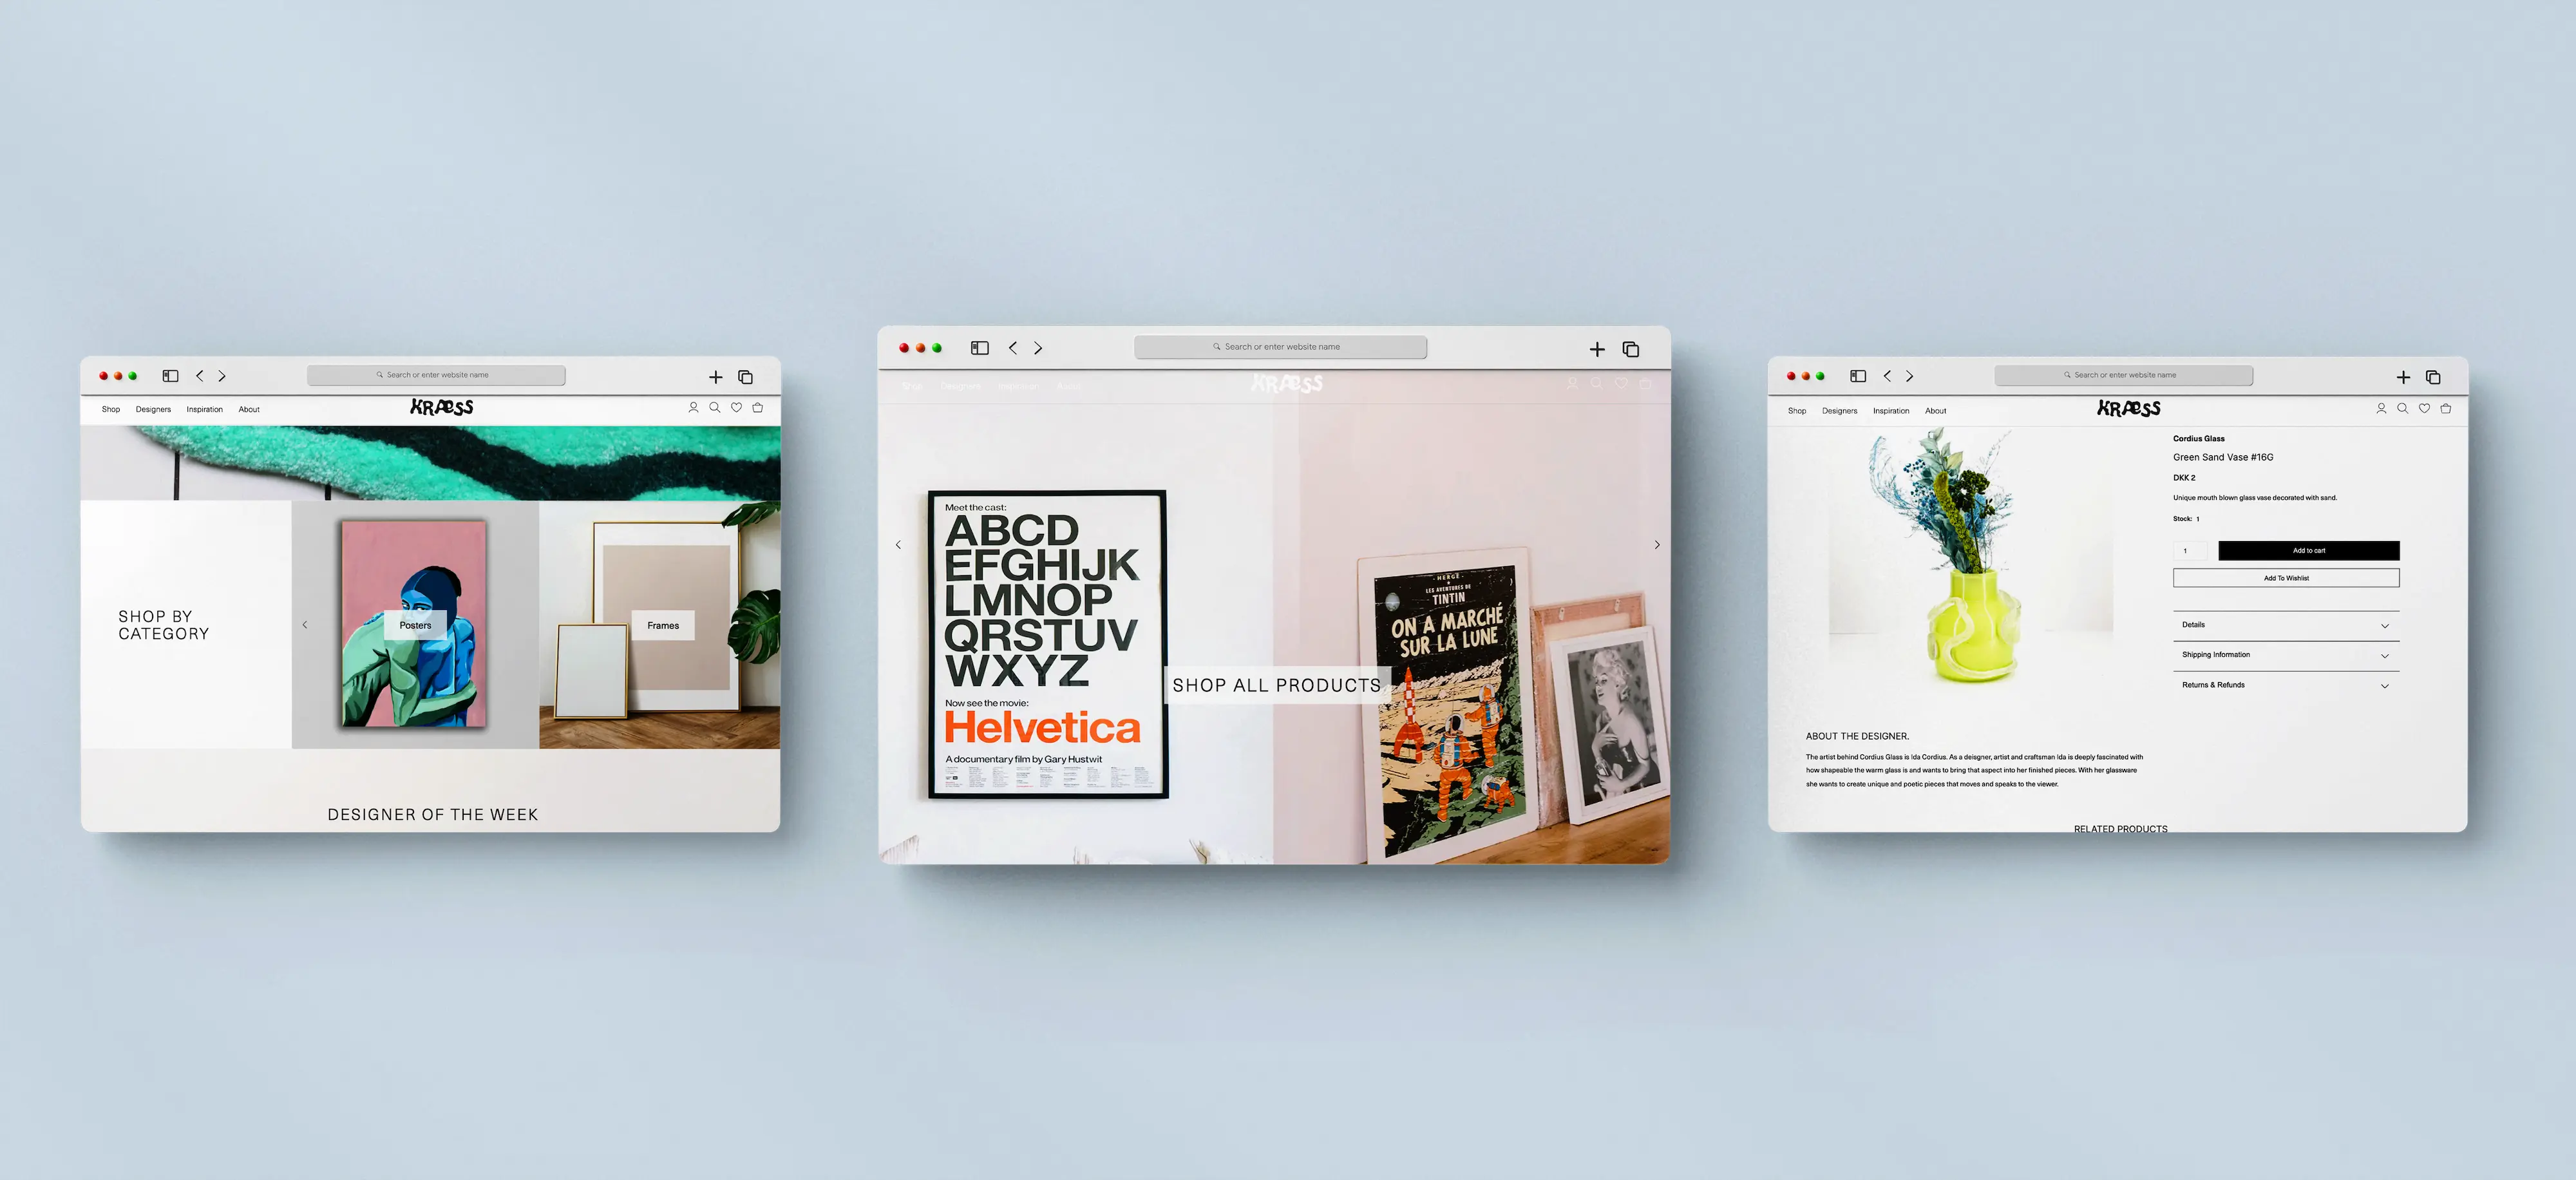 Search or enter website name
Shop Designers Inspiration About
KRÆSS
SHOP BY
CATEGORY
Posters
Frames
DESIGNER OF THE WEEK
Search or enter website name
Shop Designers Inspiration About
KRÆSS
Meet the cast:
ABCD
EFGHIJK
LMNOP
QRSTUV
WXYZ
Now see the movie:
Helvetica
A documentary film by Gary Hustwit
SHOP ALL PRODUCTS
- HERGÉ -
LES AVENTURES DE
TINTIN
ON A MARCHÉ
SUR LA LUNE
Search or enter website name
Shop Designers Inspiration About
KRÆSS
Cordius Glass
Green Sand Vase #16G
DKK 2
Unique mouth blown glass vase decorated with sand.
Stock: 1
1
Add to cart
Add To Wishlist
Details
Shipping Information
Returns & Refunds
ABOUT THE DESIGNER.
The artist behind Cordius Glass is Ida Cordius. As a deisgner, artist and craftsman Ida is deeply fascinated with
how shapeable the warm glass is and wants to bring that aspect into her finished pieces. With her glassware
she wants to create unique and poetic pieces that moves and speaks to the viewer.
RELATED PRODUCTS